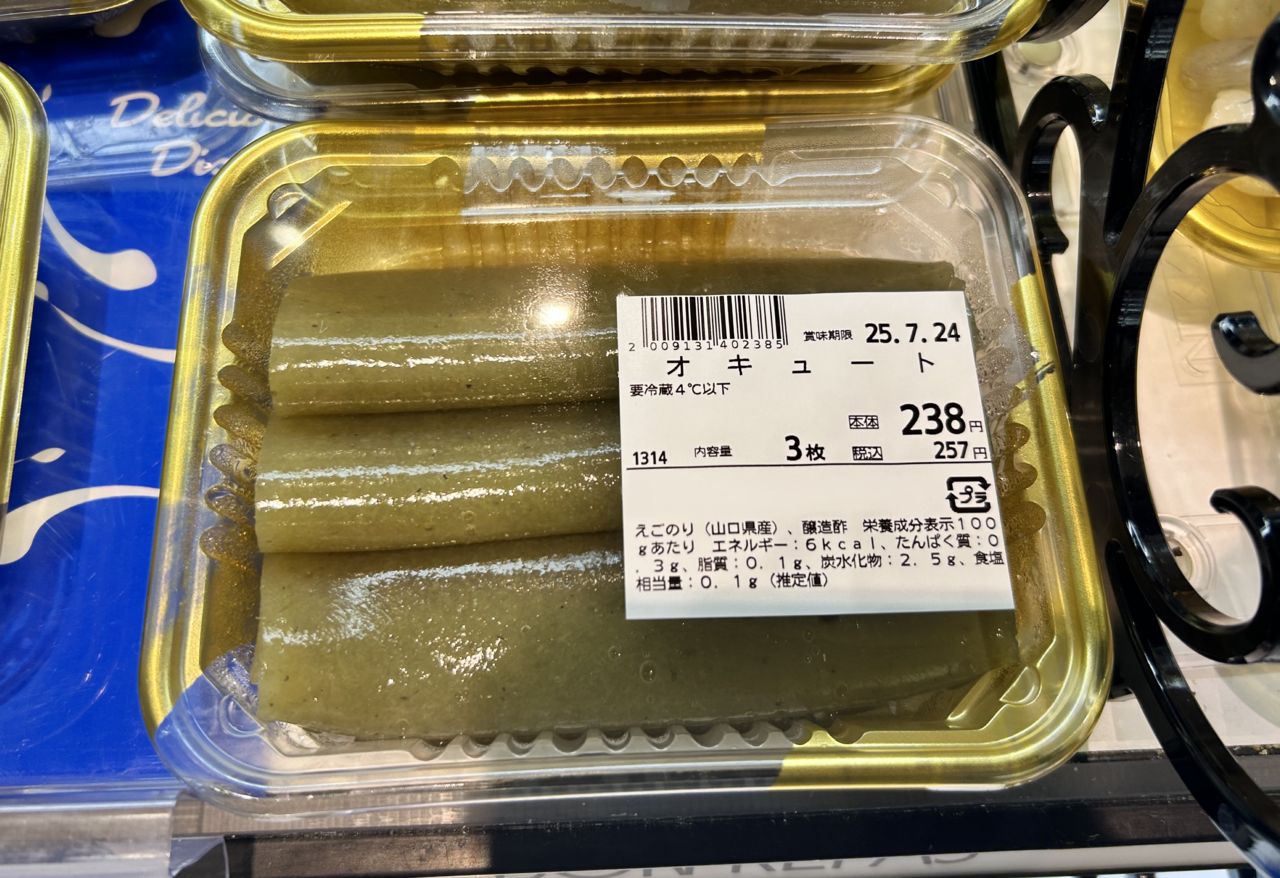 Delicio
Di
2 009131 402385
賞味期限 25.7.24
オキュート
要冷蔵4℃以下
本体 238円
1314 内容量 3枚 税込 257円
プラ
えごのり（山口県産）、醸造酢 栄養成分表示100
gあたり エネルギー：6kcal、たんぱく質：0
．3g、脂質：0．1g、炭水化物：2．5g、食塩
相当量：0．1g（推定値）